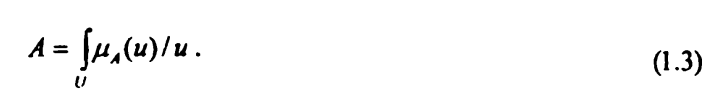 A = ∫_U μ_A(u)/u . (1.3)